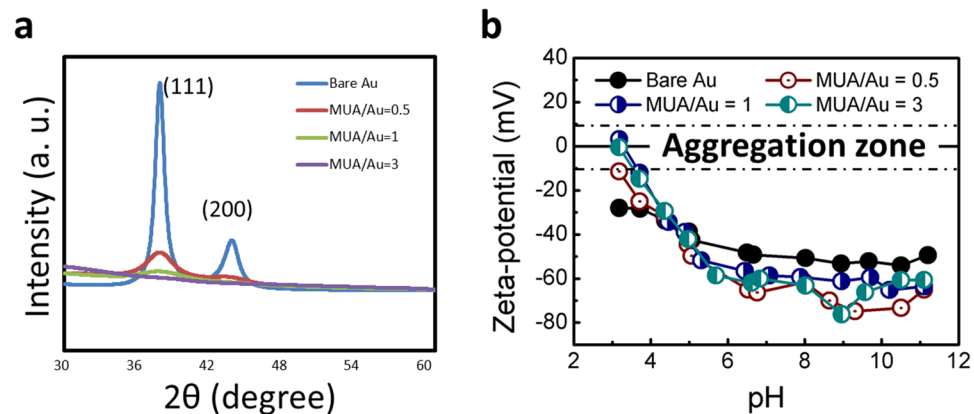 a
(111)
(200)
Bare Au
MUA/Au=0.5
MUA/Au=1
MUA/Au=3
Intensity (a. u.)
30 36 42 48 54 60
2θ (degree)
b
40
20
0
-20
-40
-60
-80
Zeta-potential (mV)
Bare Au MUA/Au = 0.5
MUA/Au = 1 MUA/Au = 3
Aggregation zone
2 4 6 8 10 12
pH